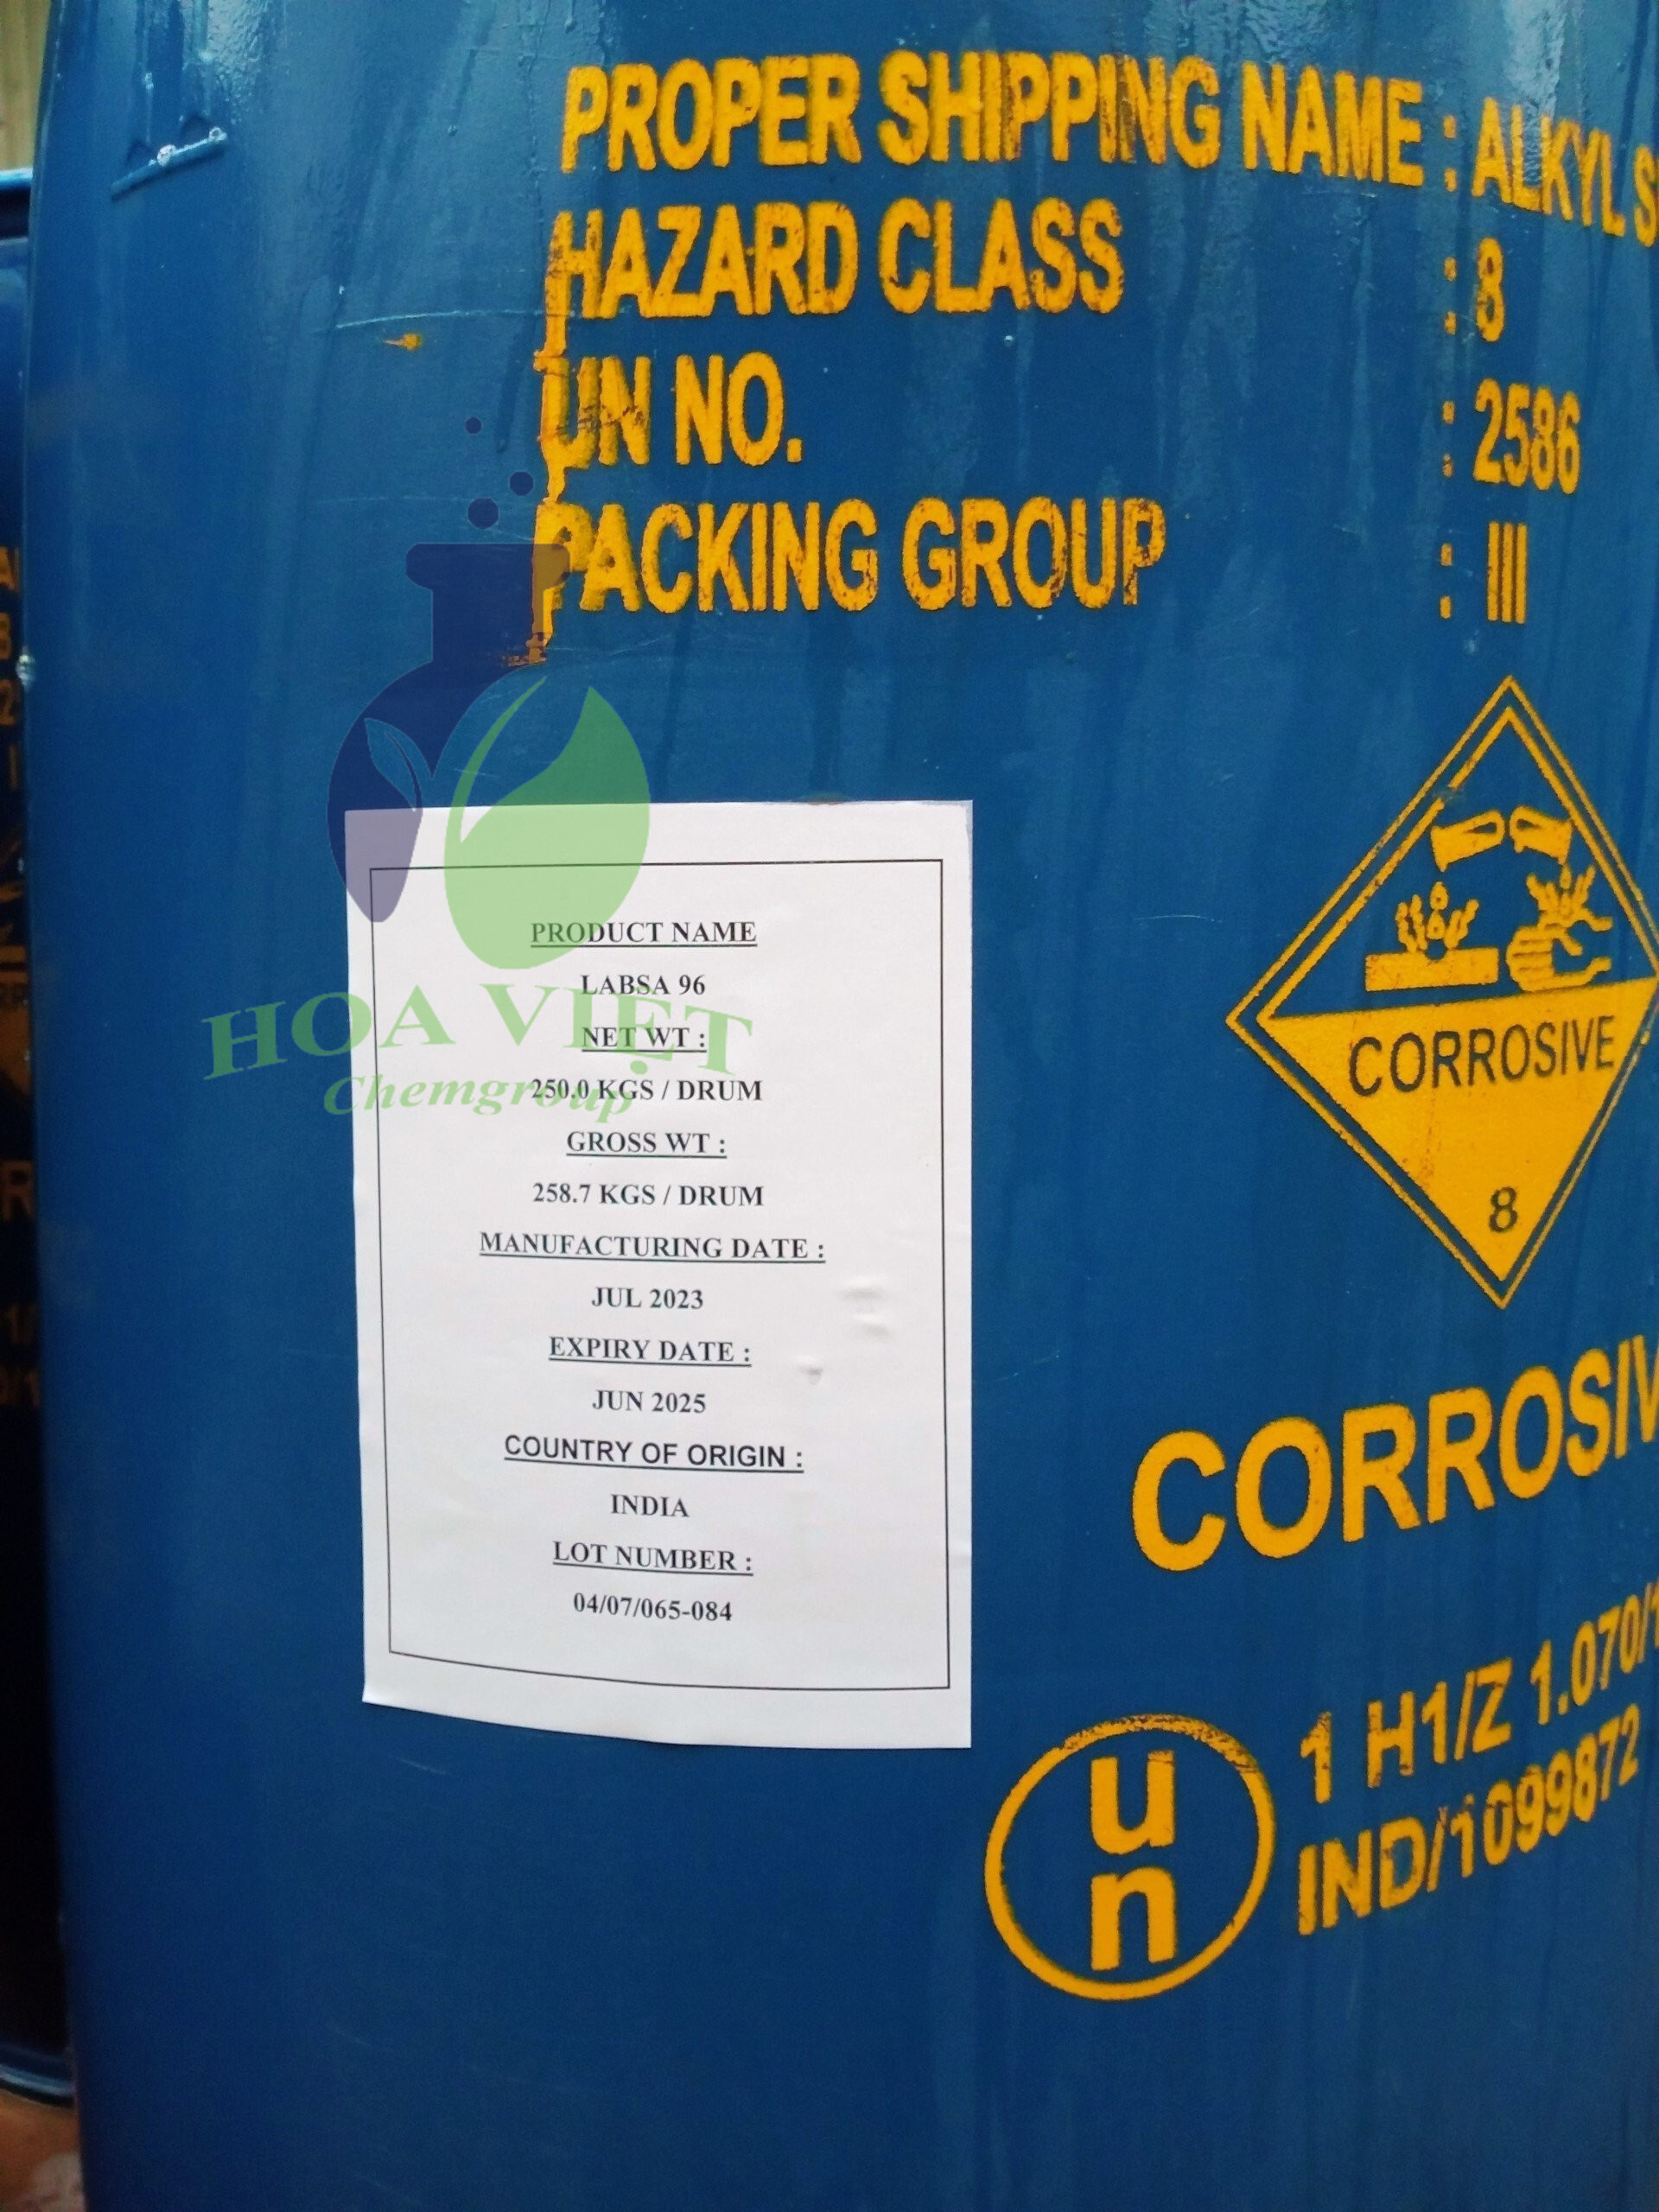 PROPER SHIPPING NAME : ALKYL
HAZARD CLASS : 8
UN NO. : 2586
PACKING GROUP : III
PRODUCT NAME
LABSA 96
NET WT :
250.0 KGS / DRUM
GROSS WT :
258.7 KGS / DRUM
MANUFACTURING DATE :
JUL 2023
EXPIRY DATE :
JUN 2025
COUNTRY OF ORIGIN :
INDIA
LOT NUMBER :
04/07/065-084
HOA VIỆT
Chemgroup
CORROSIVE
8
CORROSIV
un
1 H1/Z 1.070/
IND/1099872